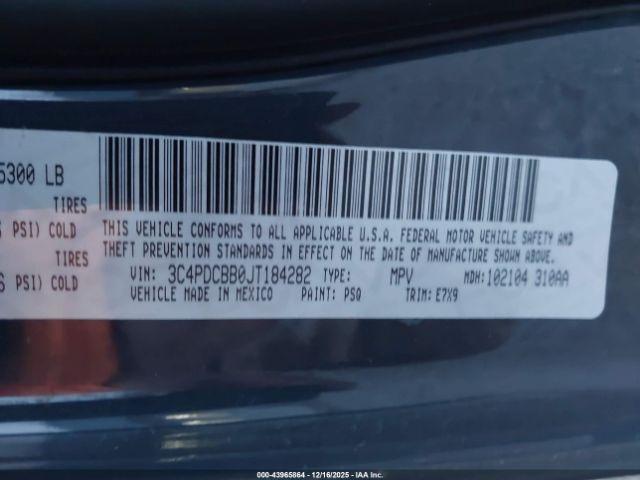 5300 LB
TIRES
PSI) COLD
TIRES
PSI) COLD
THIS VEHICLE CONFORMS TO ALL APPLICABLE U.S.A. FEDERAL MOTOR VEHICLE SAFETY AND
THEFT PREVENTION STANDARDS IN EFFECT ON THE DATE OF MANUFACTURE SHOWN ABOVE.
VIN: 3C4PDCBB0JT184282 TYPE: MPV MDH:102104 310AA
VEHICLE MADE IN MEXICO PAINT: PSQ TRIM: E7X9
000-43965864 - 12/16/2025 - IAA Inc.